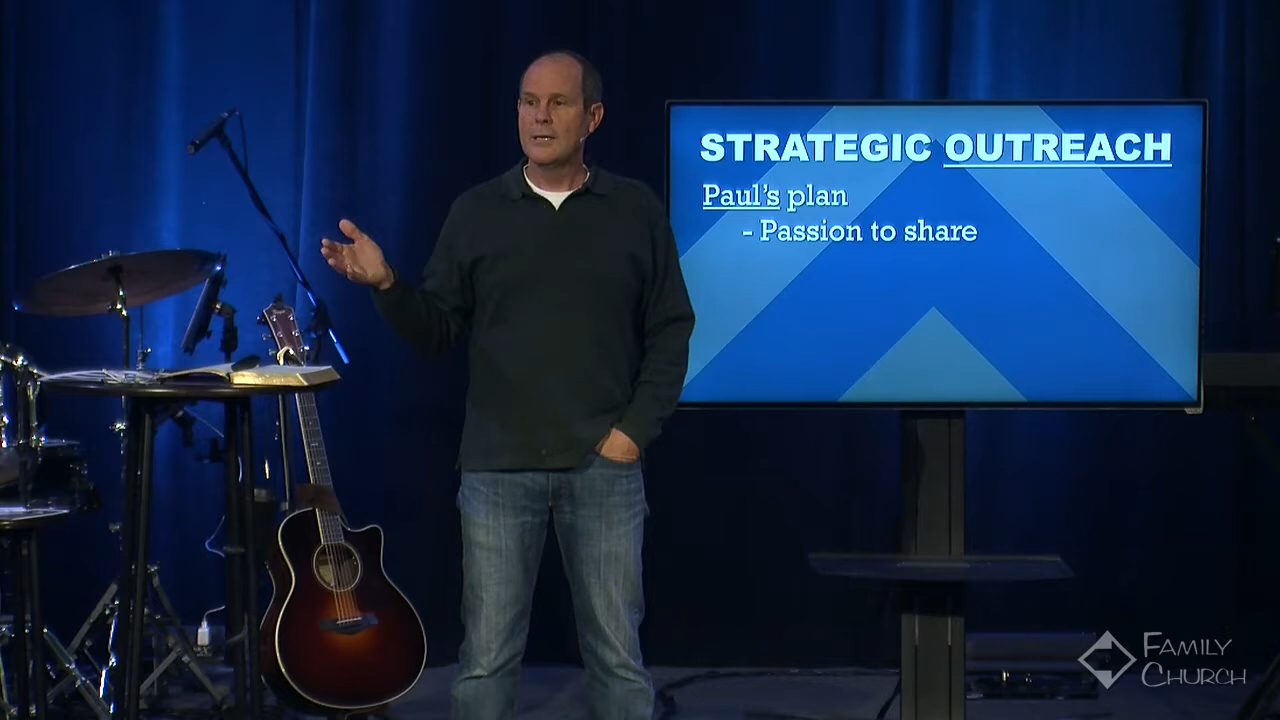 STRATEGIC OUTREACH
Paul's plan
- Passion to share
FAMILY
CHURCH